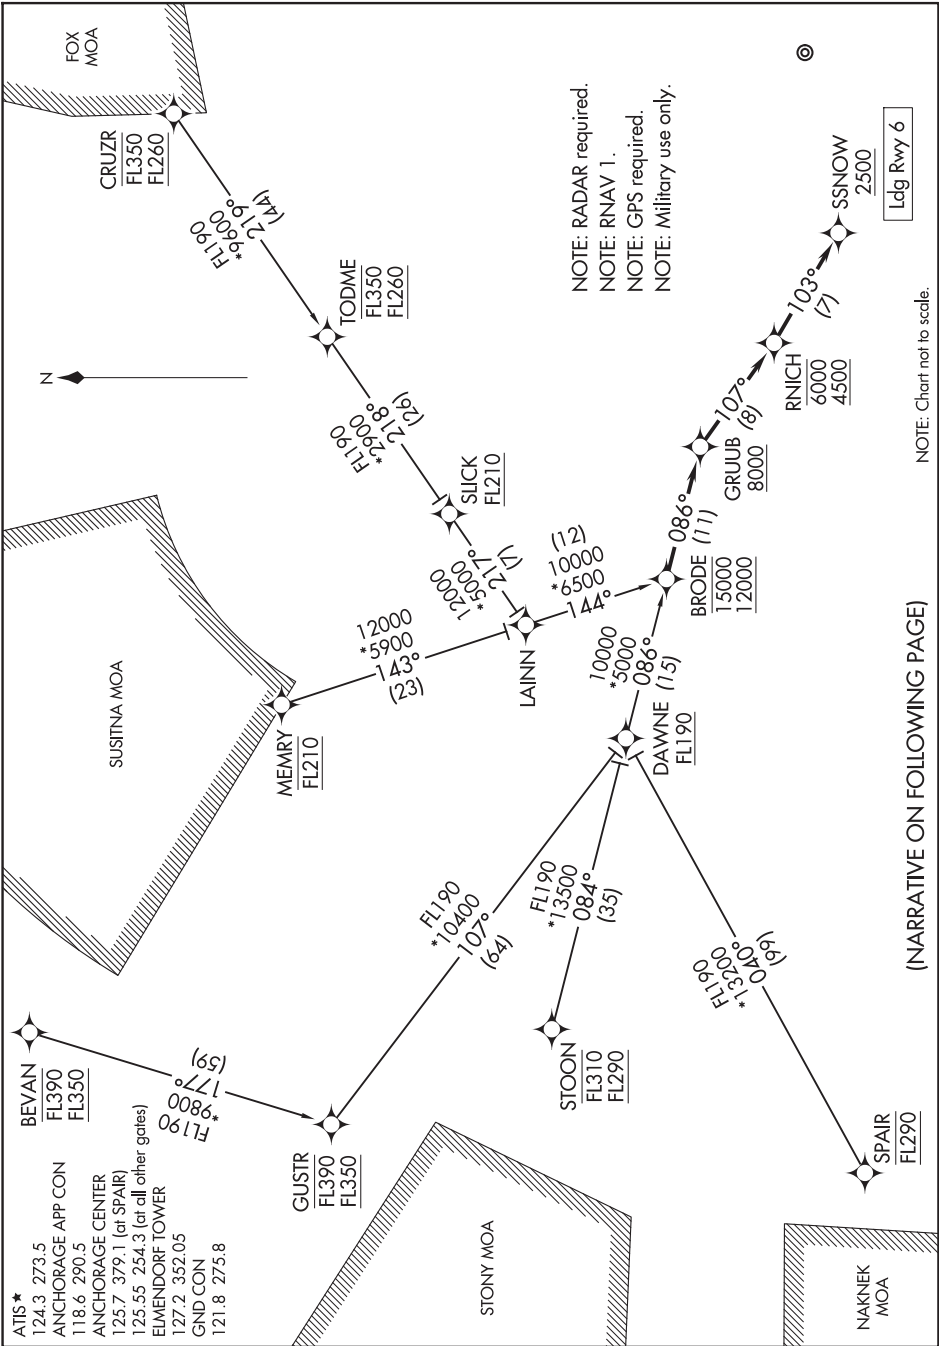 ATIS ★
124.3 273.5
ANCHORAGE APP CON
118.6 290.5
ANCHORAGE CENTER
125.7 379.1 (at SPAIR)
125.55 254.3 (at all other gates)
ELMENDORF TOWER
127.2 352.05
GND CON
121.8 275.8
BEVAN
FL390
FL350
FL190
*9800
177°
(59)
GUSTR
FL390
FL350
FL190
*10400
107°
(64)
STONY MOA
NAKNEK
MOA
SPAIR
FL290
FL190
*13200
040°
(66)
STOON
FL310
FL290
FL190
*13500
084°
(35)
DAWNE
FL190
10000
*5000
086°
(15)
SUSITNA MOA
MEMRY
FL210
12000
*5900
143°
(23)
LAINN
10000
*6500
144°
(12)
N
FOX
MOA
CRUZR
FL350
FL260
FL190
*9600
219°
(44)
TODME
FL350
FL260
FL190
*2900
218°
(26)
SLICK
FL210
12000
*5000
217°
(7)
BRODE
15000
12000
086°
(11)
GRUUB
8000
107°
(8)
RNICH
6000
4500
103°
(7)
SSNOW
2500
Ldg Rwy 6
NOTE: RADAR required.
NOTE: RNAV 1.
NOTE: GPS required.
NOTE: Military use only.
NOTE: Chart not to scale.
(NARRATIVE ON FOLLOWING PAGE)